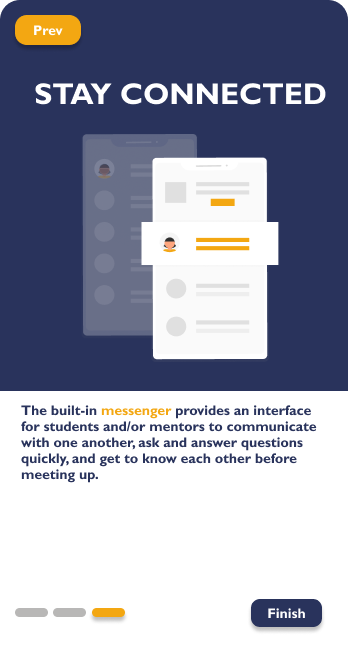 Prev
STAY CONNECTED
The built-in messenger provides an interface
for students and/or mentors to communicate
with one another, ask and answer questions
quickly, and get to know each other before
meeting up.
Finish